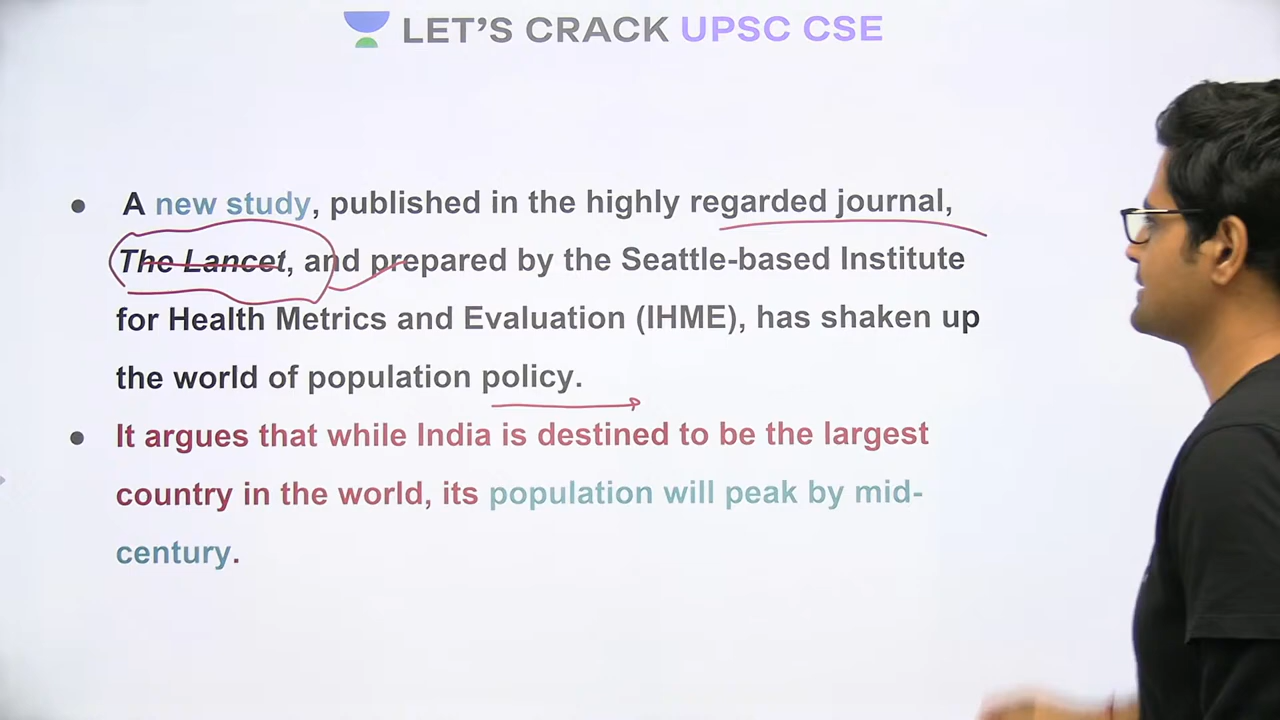 LET'S CRACK UPSC CSE
● A new study, published in the highly regarded journal,
The Lancet, and prepared by the Seattle-based Institute
for Health Metrics and Evaluation (IHME), has shaken up
the world of population policy.
● It argues that while India is destined to be the largest
country in the world, its population will peak by mid-
century.